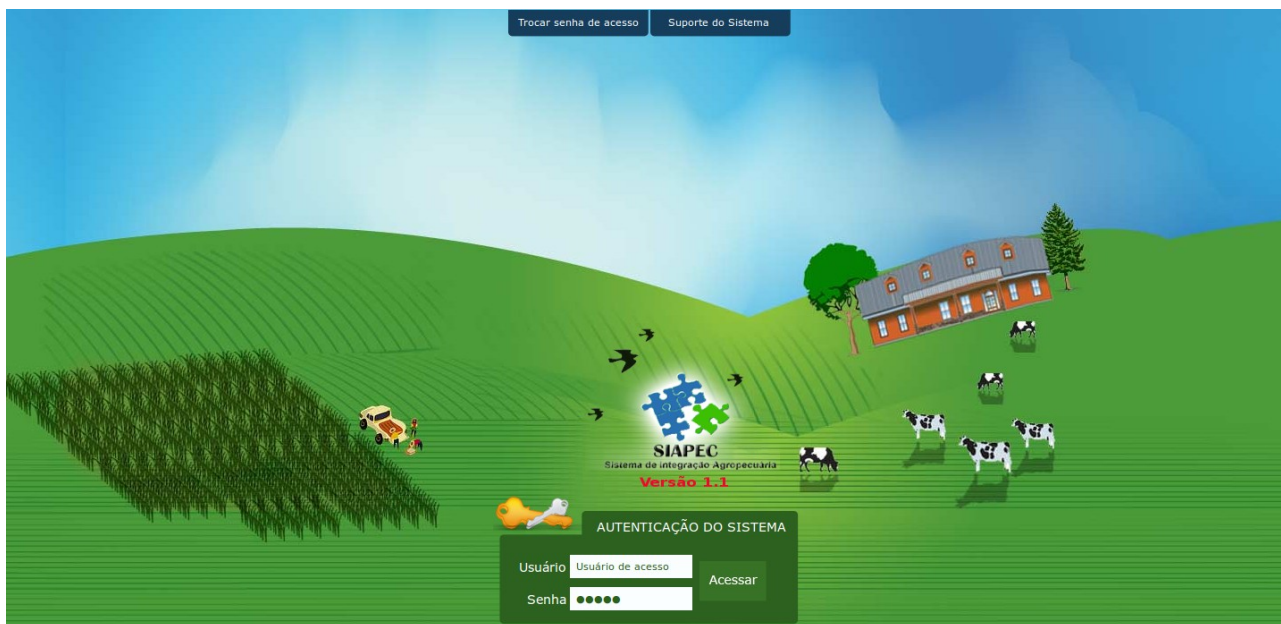 Trocar senha de acesso
Suporte do Sistema
SIAPEC
Sistema de integração Agropecuária
Versão 1.1
AUTENTICAÇÃO DO SISTEMA
Usuário
Usuário de acesso
Senha
●●●●●
Acessar